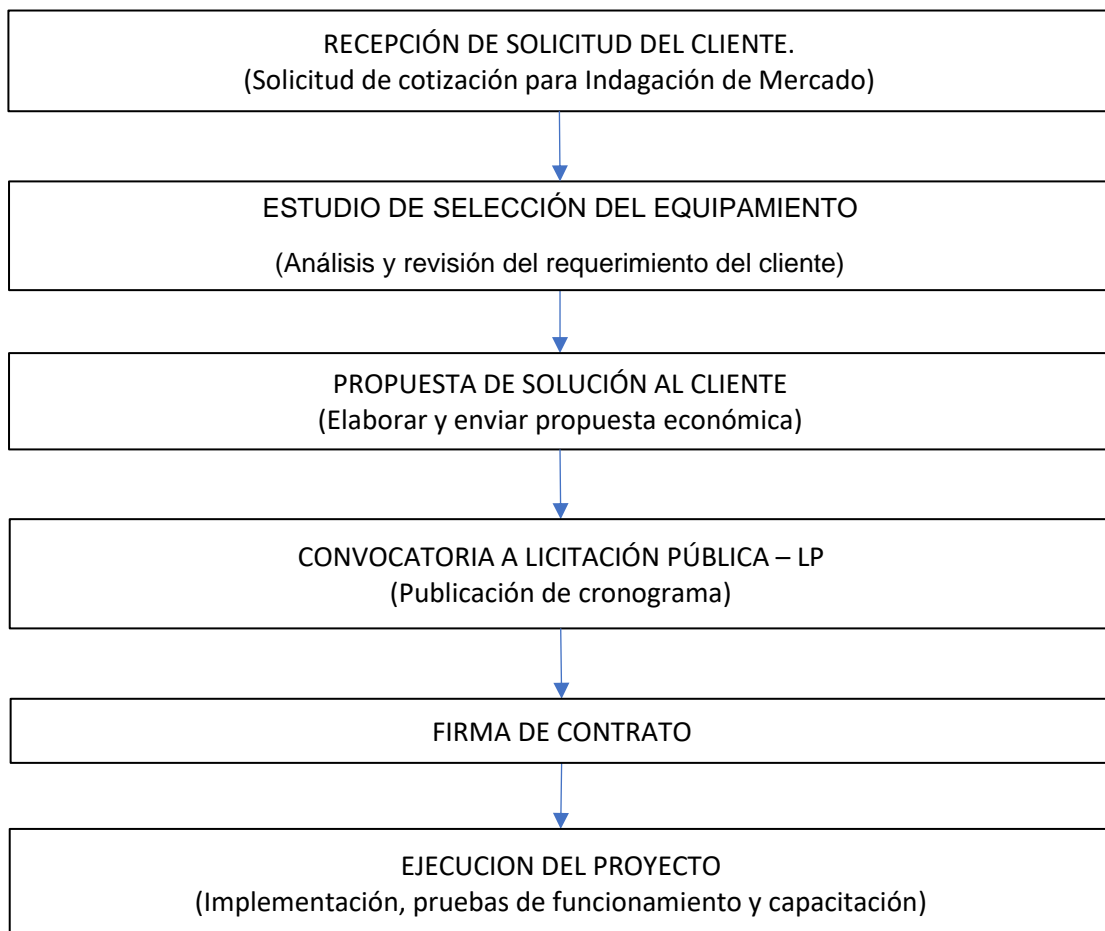 RECEPCIÓN DE SOLICITUD DEL CLIENTE.
(Solicitud de cotización para Indagación de Mercado)
ESTUDIO DE SELECCIÓN DEL EQUIPAMIENTO
(Análisis y revisión del requerimiento del cliente)
PROPUESTA DE SOLUCIÓN AL CLIENTE
(Elaborar y enviar propuesta económica)
CONVOCATORIA A LICITACIÓN PÚBLICA – LP
(Publicación de cronograma)
FIRMA DE CONTRATO
EJECUCION DEL PROYECTO
(Implementación, pruebas de funcionamiento y capacitación)